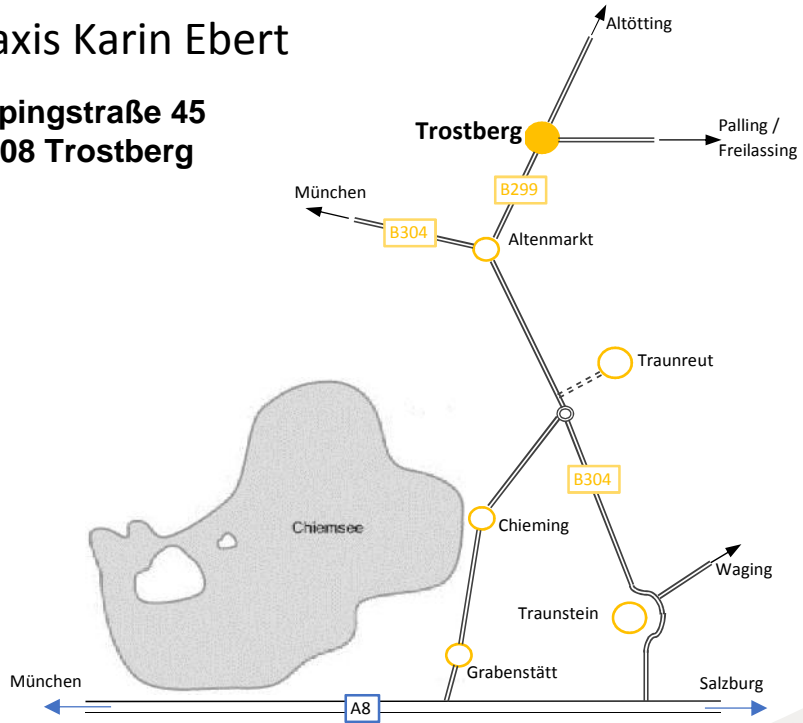 axis Karin Ebert
pingstraße 45
08 Trostberg
Altötting
Trostberg
Palling /
Freilassing
B299
München
B304
Altenmarkt
Traunreut
B304
Chiemsee
Chieming
Waging
Traunstein
Grabenstätt
München
Salzburg
A8